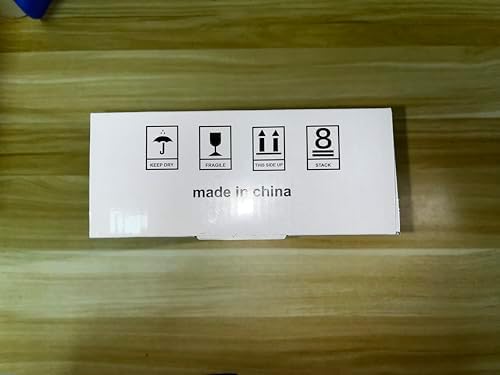 8
KEEP DRY FRAGILE THIS SIDE UP STACK
made in china